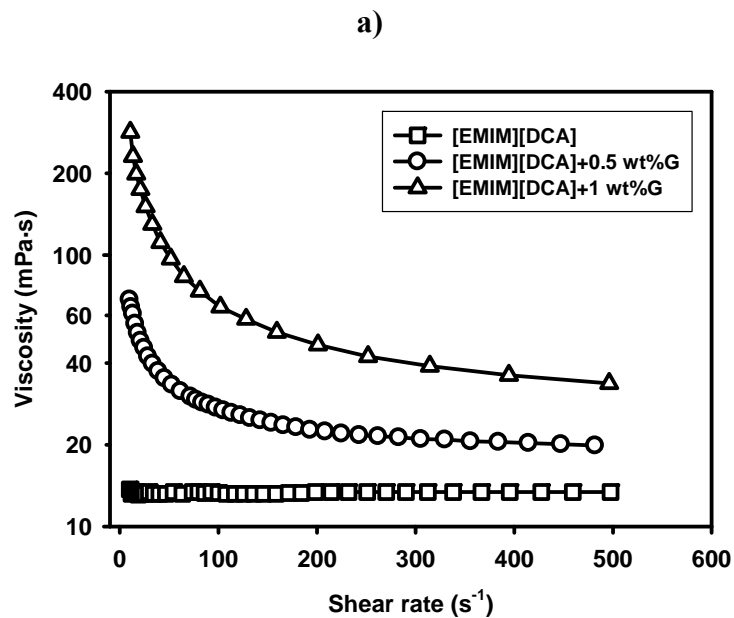 a)
400
200
100
60
40
20
10
Viscosity (mPa·s)
[EMIM][DCA]
[EMIM][DCA]+0.5 wt%G
[EMIM][DCA]+1 wt%G
0 100 200 300 400 500 600
Shear rate (s⁻¹)